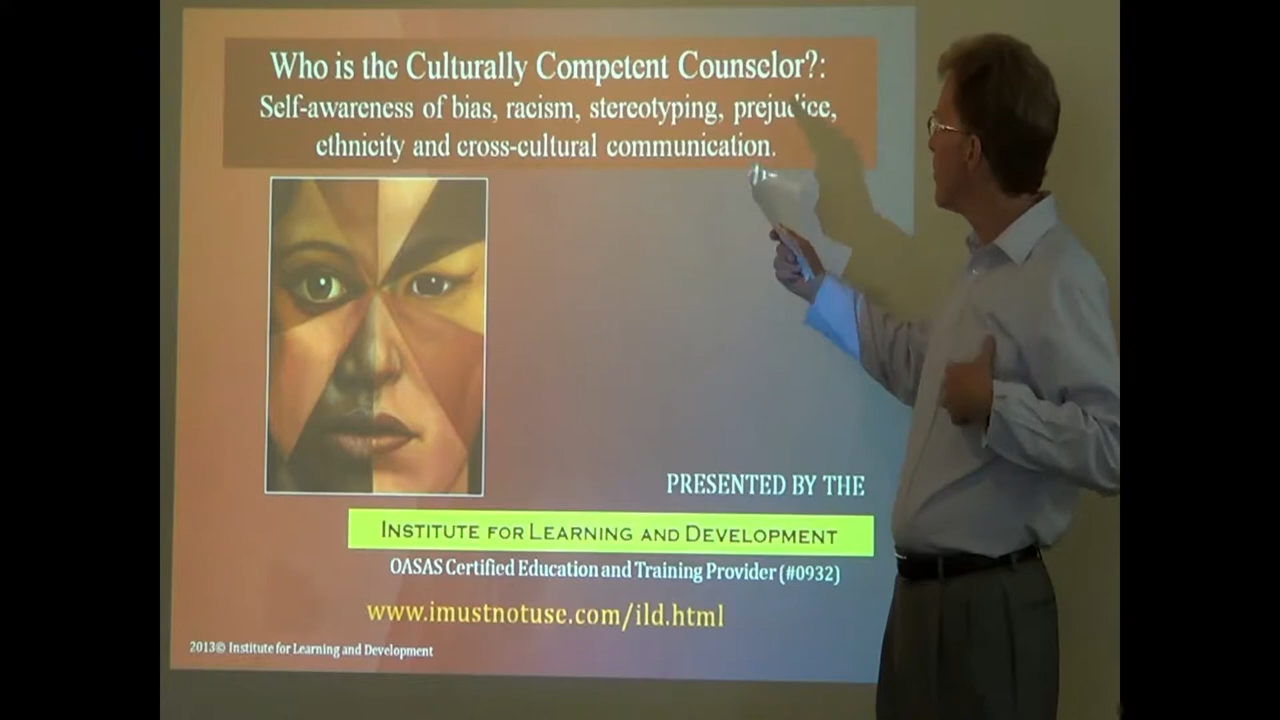 Who is the Culturally Competent Counselor?:
Self-awareness of bias, racism, stereotyping, prejudice,
ethnicity and cross-cultural communication.
PRESENTED BY THE
INSTITUTE FOR LEARNING AND DEVELOPMENT
OASAS Certified Education and Training Provider (#0932)
www.imustnotuse.com/ild.html
2013© Institute for Learning and Development